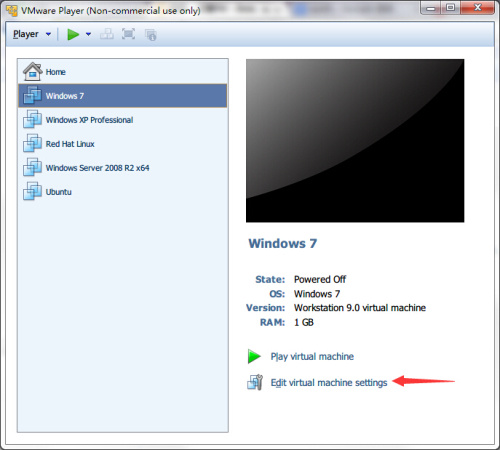 VMware Player (Non-commercial use only)
Player
Home
Windows 7
Windows XP Professional
Red Hat Linux
Windows Server 2008 R2 x64
Ubuntu
Windows 7
State: Powered Off
OS: Windows 7
Version: Workstation 9.0 virtual machine
RAM: 1 GB
Play virtual machine
Edit virtual machine settings